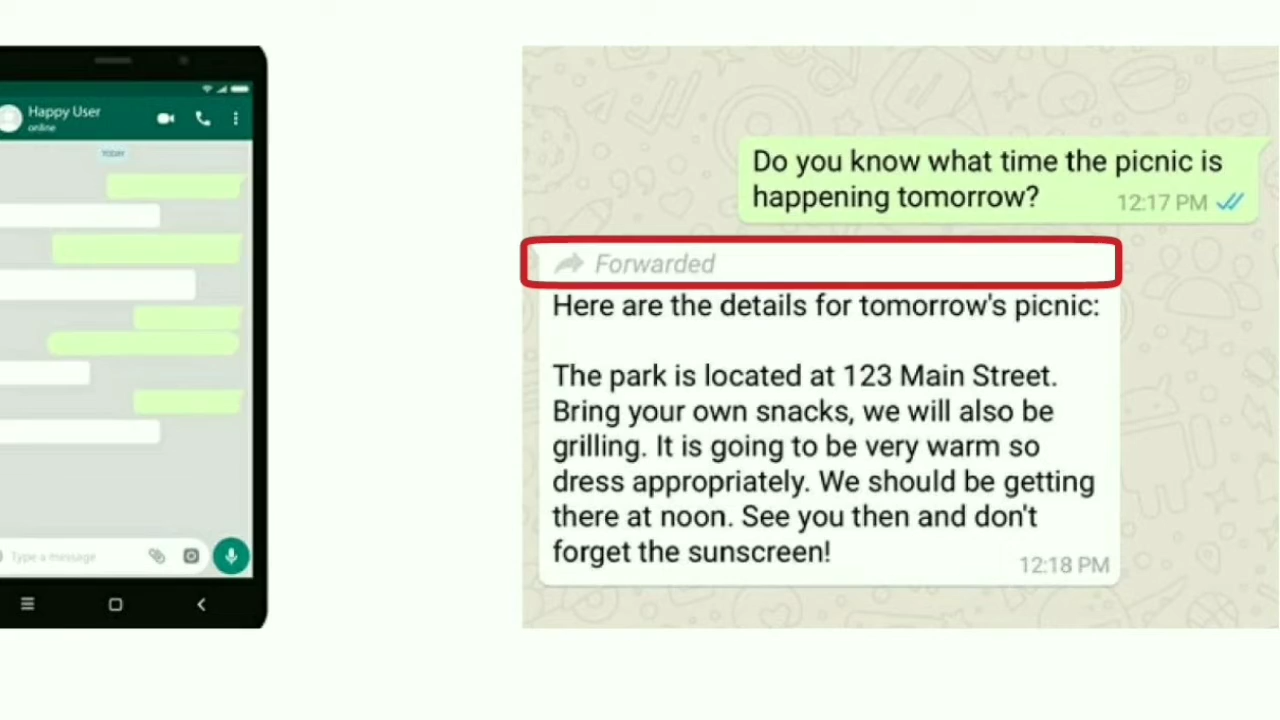 Happy User
online
TODAY
Type a message
Do you know what time the picnic is
happening tomorrow?
12:17 PM
Forwarded
Here are the details for tomorrow's picnic:
The park is located at 123 Main Street.
Bring your own snacks, we will also be
grilling. It is going to be very warm so
dress appropriately. We should be getting
there at noon. See you then and don't
forget the sunscreen!
12:18 PM